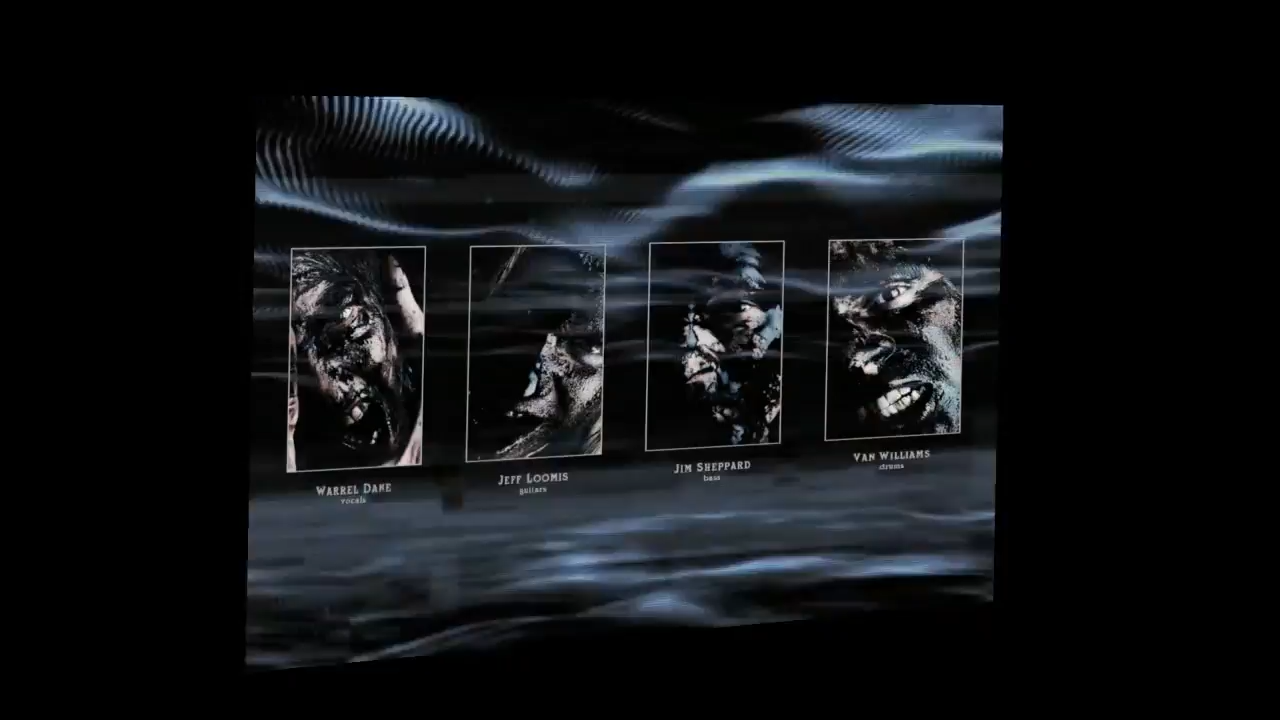 WARREL DANE
vocals
JEFF LOOMIS
guitars
JIM SHEPPARD
bass
VAN WILLIAMS
drums